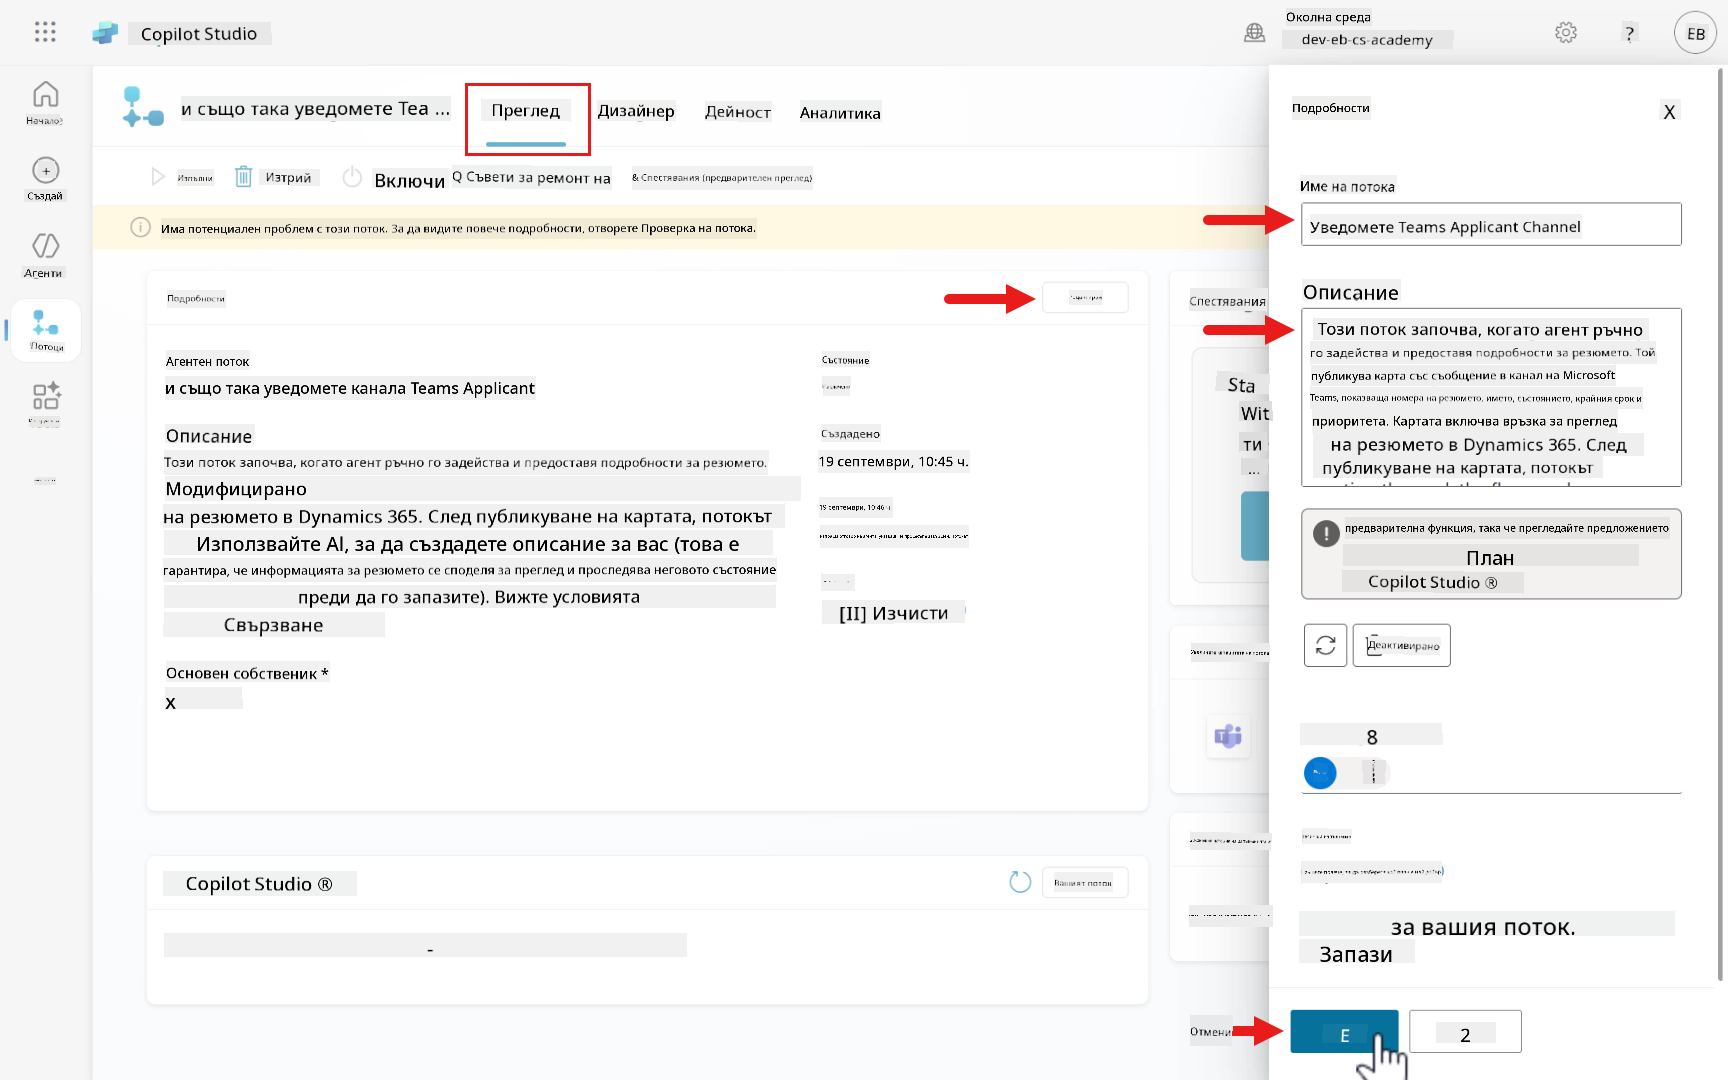 Copilot Studio
Околна среда
dev-eb-cs-academy
?
EB
Начало
Създай
Агенти
Потоци
и също така уведомете Tea ...
Преглед
Дизайнер
Дейност
Аналитика
Изпълни
Изтрий
Включи
Q Съвети за ремонт на
& Спестявания (предварителен преглед)
Има потенциален проблем с този поток. За да видите повече подробности, отворете Проверка на потока.
Подробности
Агентен поток
и също така уведомете канала Teams Applicant
Описание
Този поток започва, когато агент ръчно го задейства и предоставя подробности за резюмето.
Модифицирано
на резюмето в Dynamics 365. След публикуване на картата, потокът
Използвайте AI, за да създадете описание за вас (това е
гарантира, че информацията за резюмето се споделя за преглед и проследява неговото състояние
преди да го запазите). Вижте условията
Свързване
Основен собственик *
X
Състояние
Създадено
19 септември, 10:45 ч.
19 септември, 10:46 ч.
[II] Изчисти
Copilot Studio ®
Вашият поток
-
Спестявания
Sta
Wit
ти
...
Отмени
Подробности
X
Име на потока
Уведомете Teams Applicant Channel
Описание
Този поток започва, когато агент ръчно
го задейства и предоставя подробности за резюмето. Той
публикува карта със съобщение в канал на Microsoft
Teams, показваща номера на резюмето, името, състоянието, крайния срок и
приоритета. Картата включва връзка за преглед
на резюмето в Dynamics 365. След
публикуване на картата, потокът
предварителна функция, така че прегледайте предложението
План
Copilot Studio ®
Деактивирано
8
за вашия поток.
Запази
E
2